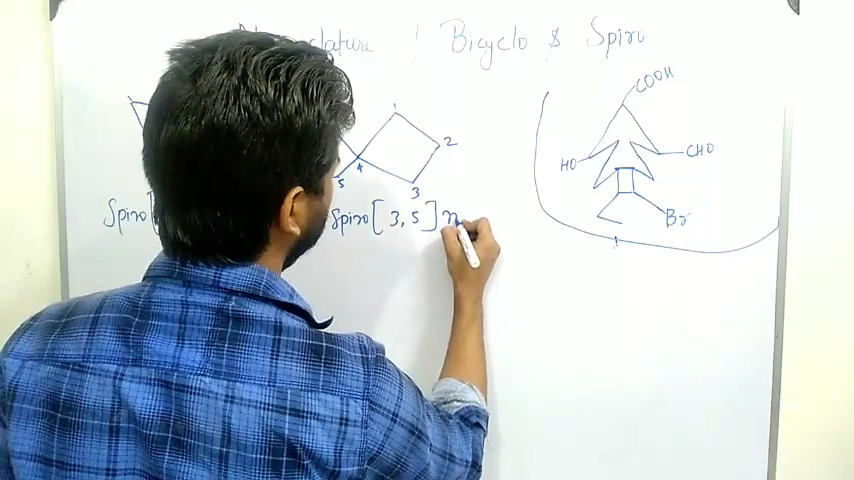 Bicyclo & Spiro
COOH
1
2
HO
CHO
4
5
3
Spiro[
Spiro[ 3, 5 ] n
Br